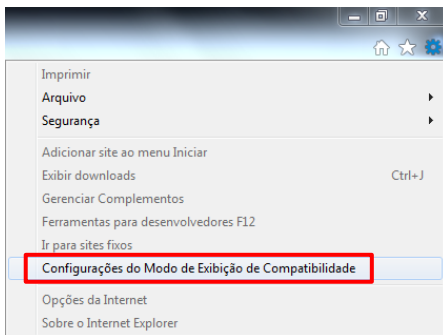 Imprimir
Arquivo
Segurança
Adicionar site ao menu Iniciar
Exibir downloads Ctrl+J
Gerenciar Complementos
Ferramentas para desenvolvedores F12
Ir para sites fixos
Configurações do Modo de Exibição de Compatibilidade
Opções da Internet
Sobre o Internet Explorer